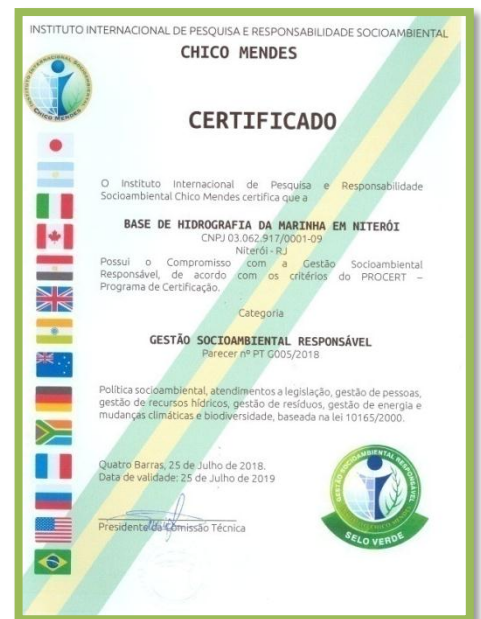 INSTITUTO INTERNACIONAL DE PESQUISA E RESPONSABILIDADE SOCIOAMBIENTAL
CHICO MENDES
CHICO MENDES
CERTIFICADO
O Instituto Internacional de Pesquisa e Responsabilidade
Socioambiental Chico Mendes certifica que a
BASE DE HIDROGRAFIA DA MARINHA EM NITERÓI
CNPJ 03.062.917/0001-09
Niterói - RJ
Possui o Compromisso com a Gestão Socioambiental
Responsável, de acordo com os critérios do PROCERT –
Programa de Certificação.
Categoria
GESTÃO SOCIOAMBIENTAL RESPONSÁVEL
Parecer nº PT G005/2018
Política socioambiental, atendimentos a legislação, gestão de pessoas,
gestão de recursos hídricos, gestão de resíduos, gestão de energia e
mudanças climáticas e biodiversidade, baseada na lei 10165/2000.
Quatro Barras, 25 de Julho de 2018.
Data de validade: 25 de Julho de 2019
Presidente da Comissão Técnica
GESTÃO SOCIOAMBIENTAL RESPONSÁVEL
SELO VERDE